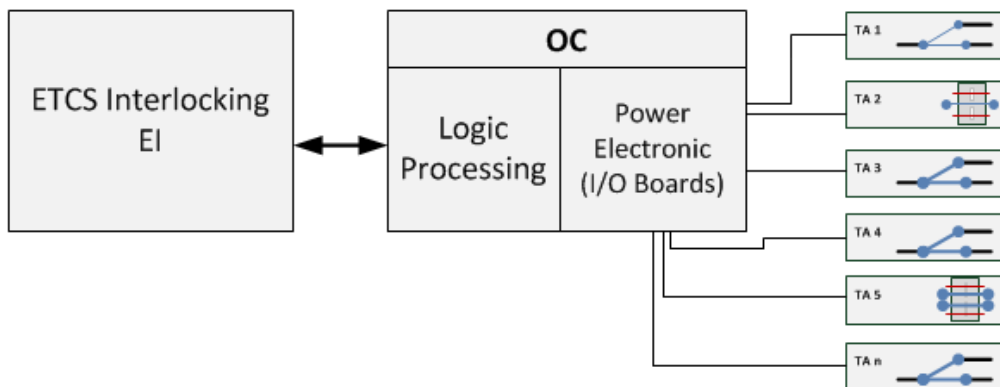 ETCS Interlocking
EI
OC
Logic
Processing
Power
Electronic
(I/O Boards)
TA 1
TA 2
TA 3
TA 4
TA 5
TA n